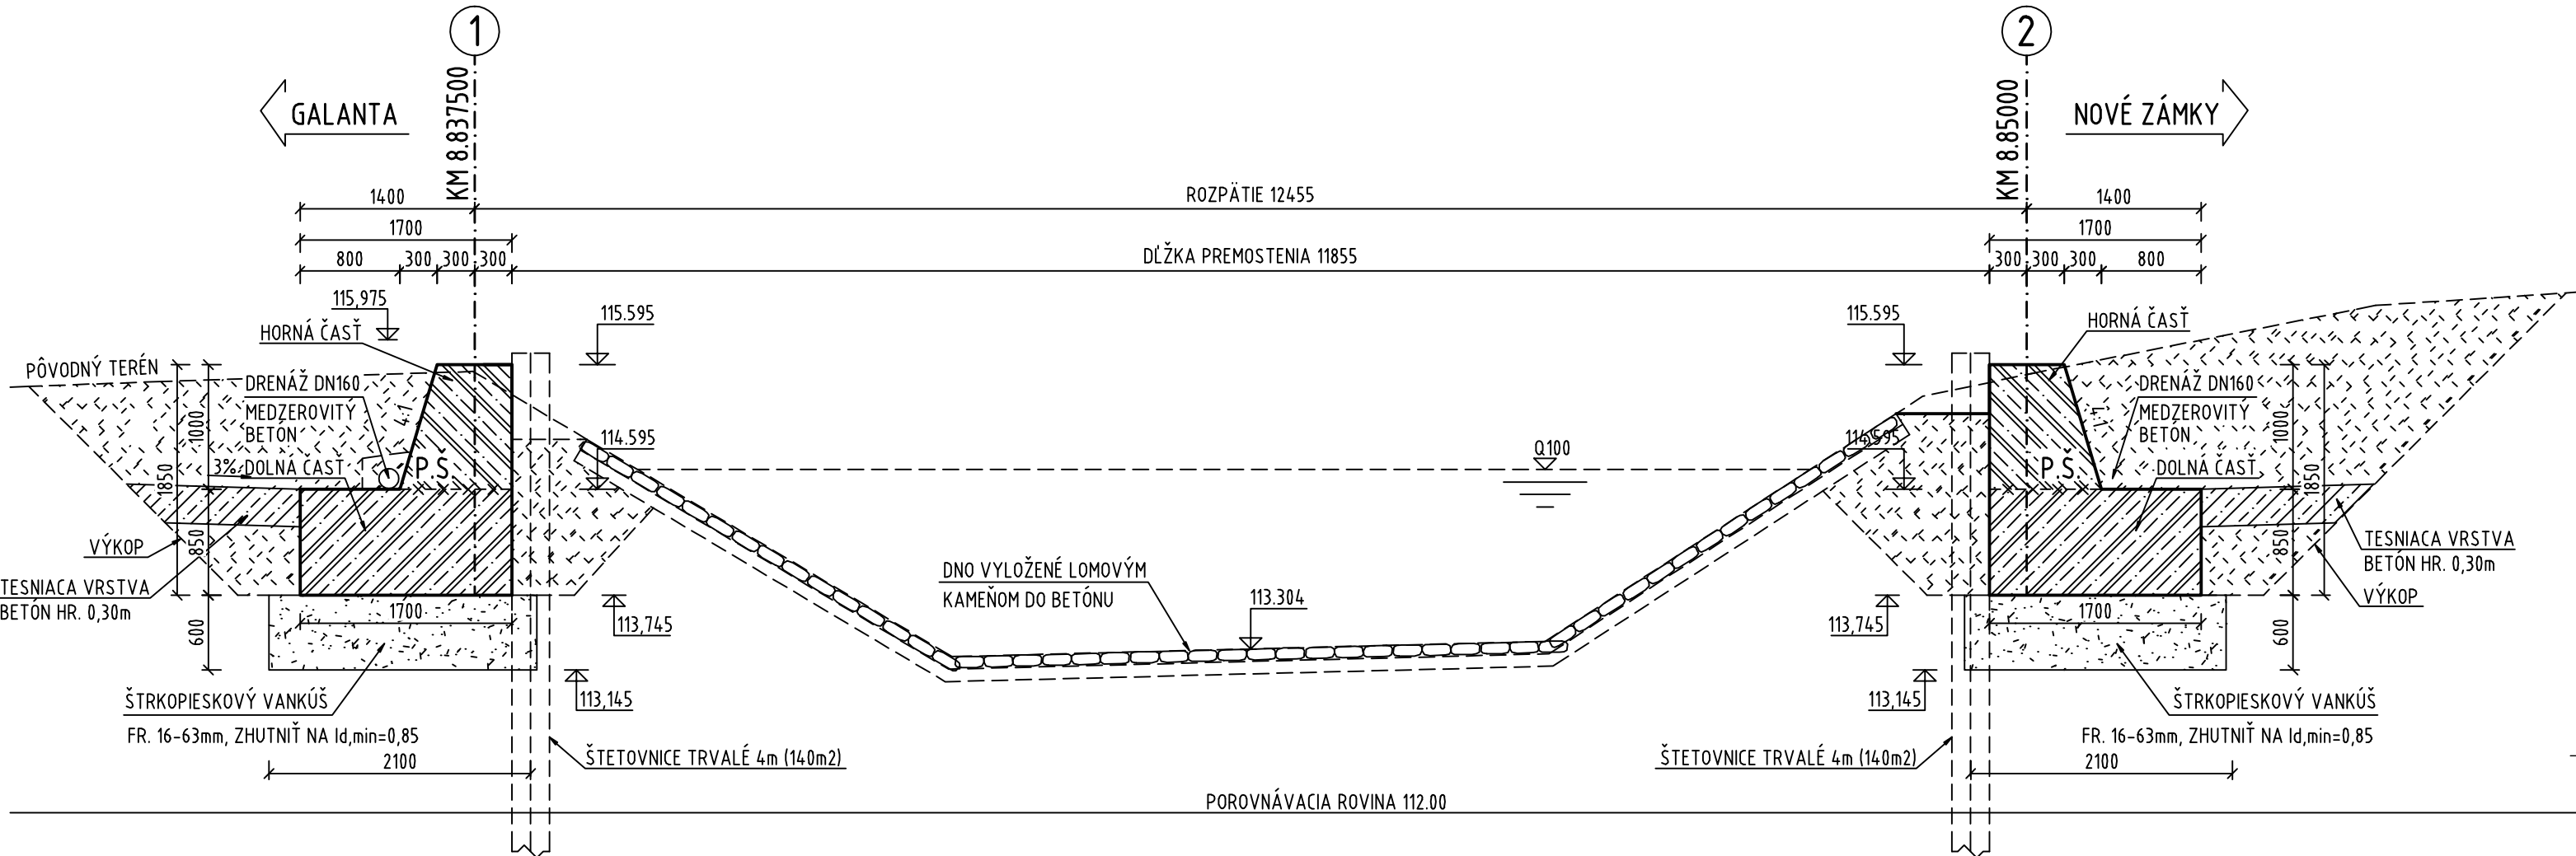 1
2
KM 8.837500
KM 8.85000
GALANTA
NOVÉ ZÁMKY
1400
ROZPÄTIE 12455
1400
1700
1700
800
300
300
300
DĹŽKA PREMOSTENIA 11855
300
300
300
800
115,975
115.595
115.595
HORNÁ ČASŤ
HORNÁ ČASŤ
PÔVODNÝ TERÉN
DRENÁŽ DN160
MEDZEROVITÝ
BETÓN
4:1
DRENÁŽ DN160
MEDZEROVITÝ
BETÓN
4:1
1000
1850
850
600
1000
1850
850
600
114.595
Q100
114.595
3%
DOLNÁ ČASŤ
P.Š.
P.Š.
DOLNÁ ČASŤ
VÝKOP
TESNIACA VRSTVA
BETÓN HR. 0,30m
TESNIACA VRSTVA
BETÓN HR. 0,30m
VÝKOP
DNO VYLOŽENÉ LOMOVÝM
KAMEŇOM DO BETÓNU
113.304
1700
113,745
113,745
1700
113,145
113,145
ŠTRKOPIESKOVÝ VANKÚŠ
FR. 16-63mm, ZHUTNIŤ NA Id,min=0,85
ŠTRKOPIESKOVÝ VANKÚŠ
FR. 16-63mm, ZHUTNIŤ NA Id,min=0,85
2100
ŠTETOVNICE TRVALÉ 4m (140m2)
ŠTETOVNICE TRVALÉ 4m (140m2)
2100
POROVNÁVACIA ROVINA 112.00